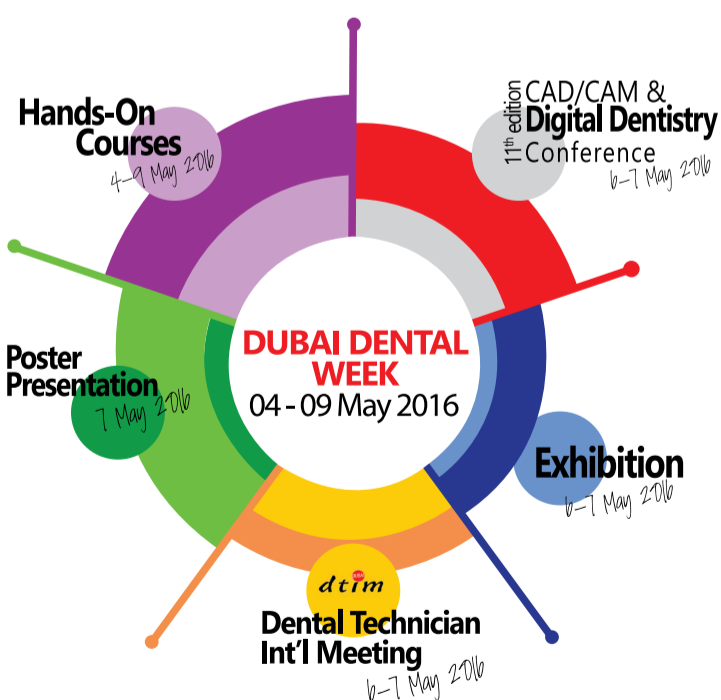 Hands-On
Courses
4-9 May 2016
11th edition
CAD/CAM &
Digital Dentistry
Conference
6-7 May 2016
DUBAI DENTAL
WEEK
04 - 09 May 2016
Poster
Presentation
7 May 2016
Exhibition
6-7 May 2016
dtim
Dental Technician
Int'l Meeting
6-7 May 2016